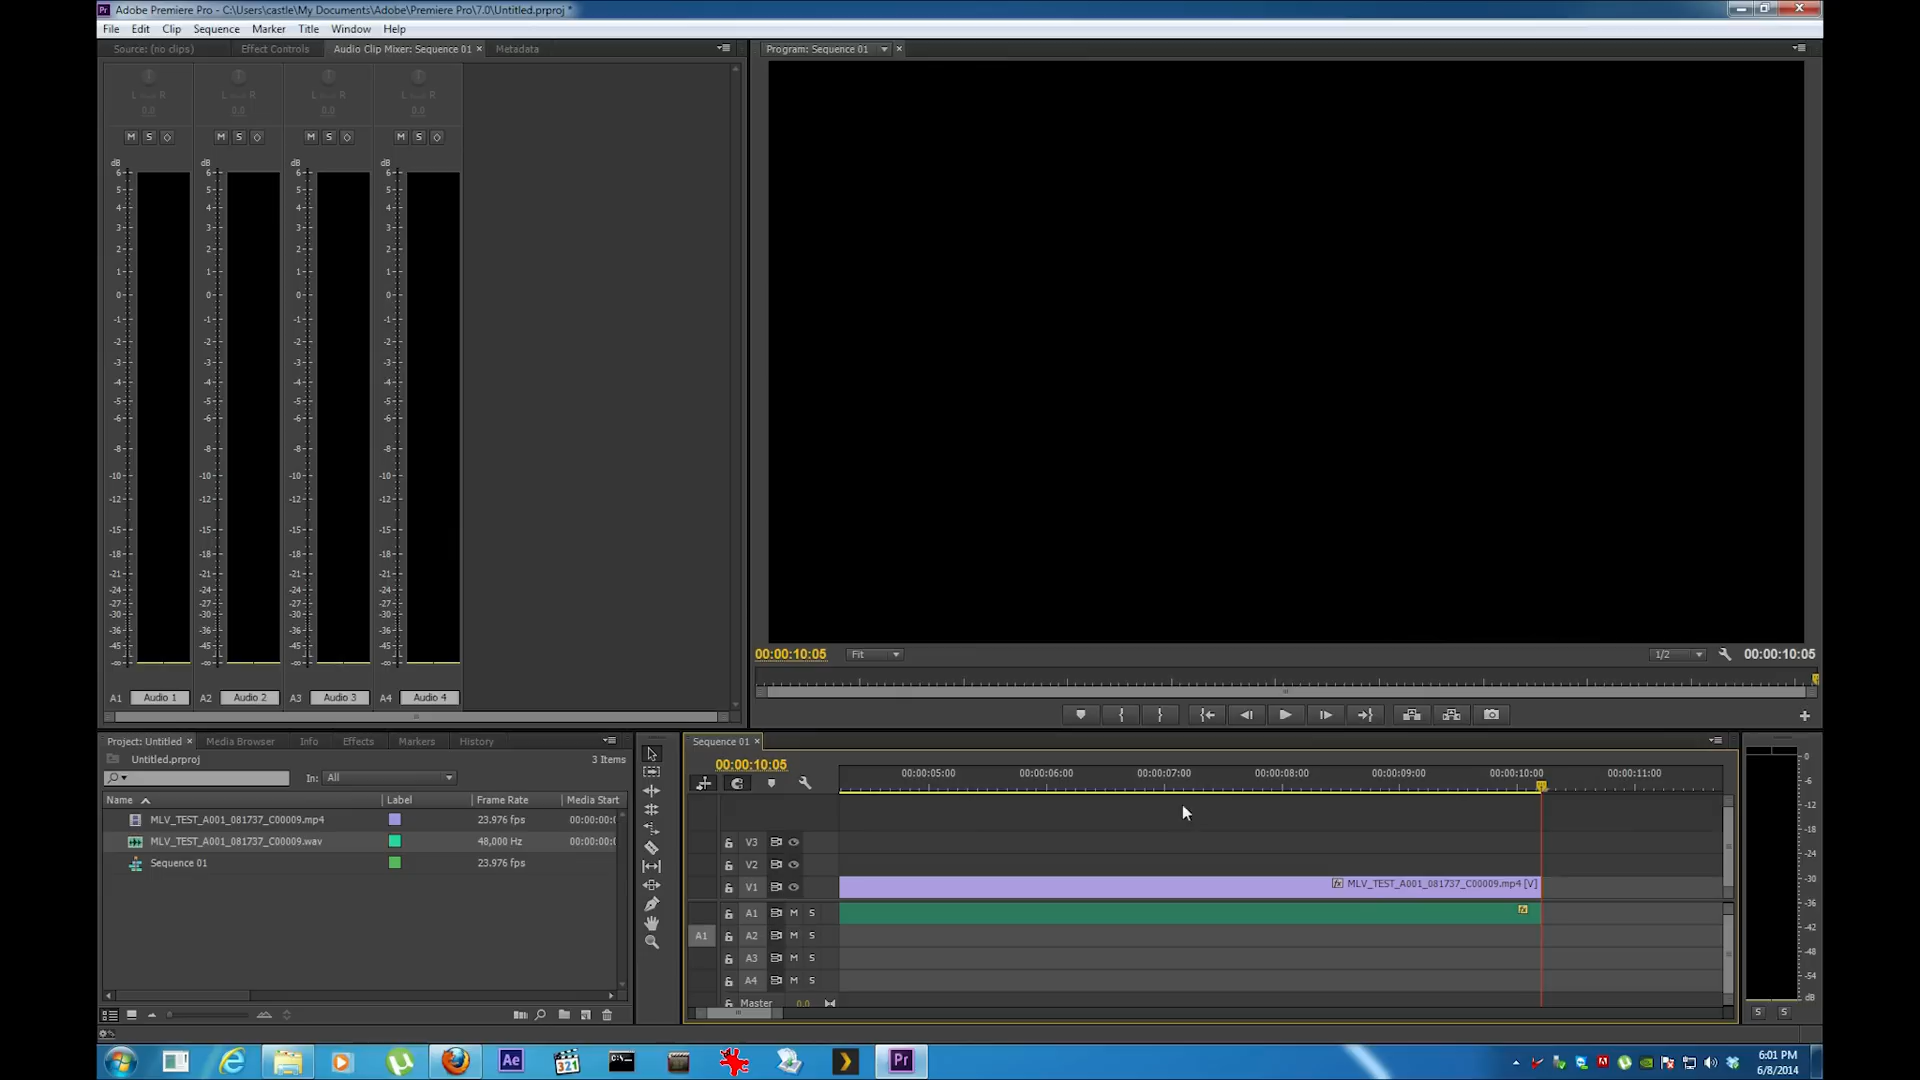 Adobe Premiere Pro - C:\Users\castle\My Documents\Adobe\Premiere Pro\7.0\Untitled.prproj *
File Edit Clip Sequence Marker Title Window Help
Source: (no clips) Effect Controls Audio Clip Mixer: Sequence 01 Metadata
Program: Sequence 01
L R L R L R L R
0.0 0.0 0.0 0.0
M S M S M S M S
dB dB dB dB
6 6 6 6
5 5 5 5
4 4 4 4
3 3 3 3
2 2 2 2
1 1 1 1
0 0 0 0
-1 -1 -1 -1
-2 -2 -2 -2
-3 -3 -3 -3
-4 -4 -4 -4
-5 -5 -5 -5
-6 -6 -6 -6
-8 -8 -8 -8
-10 -10 -10 -10
-12 -12 -12 -12
-15 -15 -15 -15
-18 -18 -18 -18
-21 -21 -21 -21
-24 -24 -24 -24
-27 -27 -27 -27
-30 -30 -30 -30
-36 -36 -36 -36
-45 -45 -45 -45
-∞ -∞ -∞ -∞
A1 Audio 1 A2 Audio 2 A3 Audio 3 A4 Audio 4
00:00:10:05 Fit 1/2 00:00:10:05
Project: Untitled Media Browser Info Effects Markers History
Untitled.prproj 3 Items
In: All
Name Label Frame Rate Media Start
MLV_TEST_A001_081737_C00009.mp4 23.976 fps 00:00:0
MLV_TEST_A001_081737_C00009.wav 48,000 Hz 00:00:0
Sequence 01 23.976 fps
Sequence 01
00:00:10:05
00:00:05:00 00:00:06:00 00:00:07:00 00:00:08:00 00:00:09:00 00:00:10:00 00:00:11:00
V3
V2
V1 MLV_TEST_A001_081737_C00009.mp4 [V]
A1 M S
A1 A2 M S
A3 M S
A4 M S
Master 0.0
0
-6
-12
-18
-24
-30
-36
-42
-48
-54
dB
S S
Ae 321 C:\ Pr
6:01 PM
6/8/2014